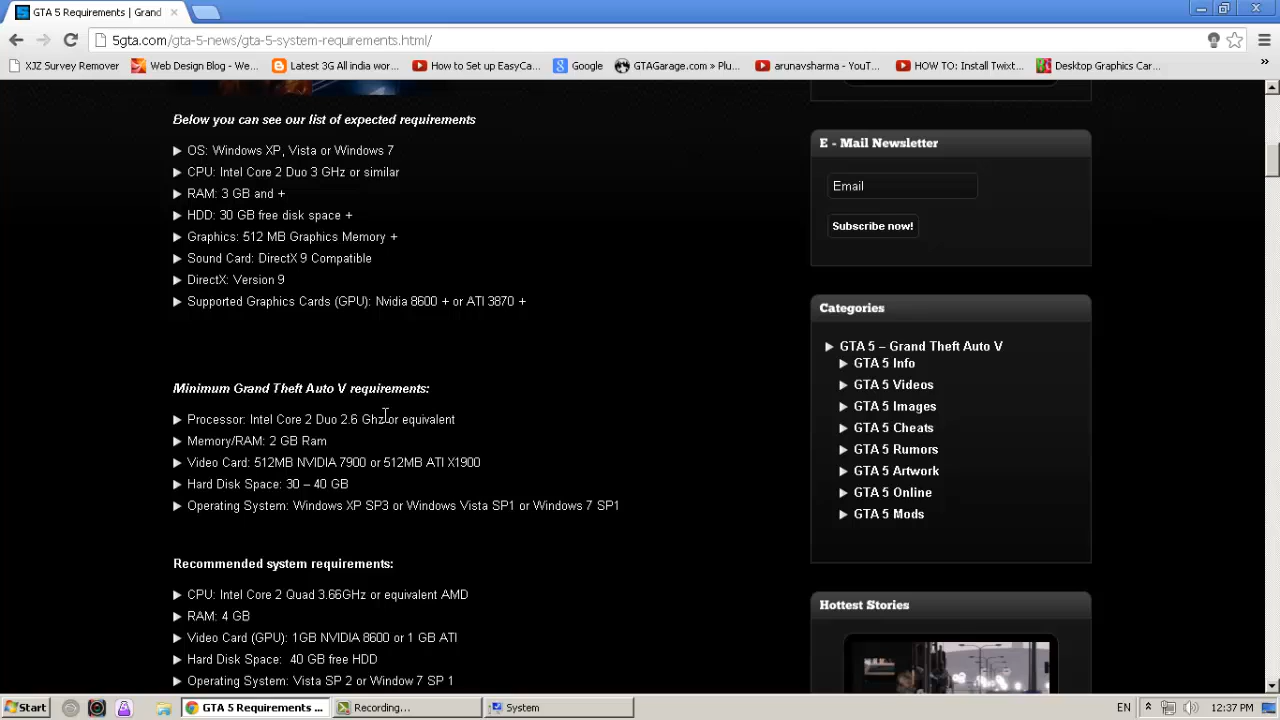 GTA 5 Requirements | Grand
5gta.com/gta-5-news/gta-5-system-requirements.html/
XJZ Survey Remover
Web Design Blog - We...
Latest 3G All india wor...
How to Set up EasyCa...
Google
GTAGarage.com » Plu...
arunavsharma - YouT...
HOW TO: Install Twixt...
Desktop Graphics Car...
Below you can see our list of expected requirements
OS: Windows XP, Vista or Windows 7
CPU: Intel Core 2 Duo 3 GHz or similar
RAM: 3 GB and +
HDD: 30 GB free disk space +
Graphics: 512 MB Graphics Memory +
Sound Card: DirectX 9 Compatible
DirectX: Version 9
Supported Graphics Cards (GPU): Nvidia 8600 + or ATI 3870 +
Minimum Grand Theft Auto V requirements:
Processor: Intel Core 2 Duo 2.6 Ghz or equivalent
Memory/RAM: 2 GB Ram
Video Card: 512MB NVIDIA 7900 or 512MB ATI X1900
Hard Disk Space: 30 – 40 GB
Operating System: Windows XP SP3 or Windows Vista SP1 or Windows 7 SP1
Recommended system requirements:
CPU: Intel Core 2 Quad 3.66GHz or equivalent AMD
RAM: 4 GB
Video Card (GPU): 1GB NVIDIA 8600 or 1 GB ATI
Hard Disk Space: 40 GB free HDD
Operating System: Vista SP 2 or Window 7 SP 1
E - Mail Newsletter
Email
Subscribe now!
Categories
GTA 5 – Grand Theft Auto V
GTA 5 Info
GTA 5 Videos
GTA 5 Images
GTA 5 Cheats
GTA 5 Rumors
GTA 5 Artwork
GTA 5 Online
GTA 5 Mods
Hottest Stories
Start
GTA 5 Requirements ...
Recording...
System
EN
12:37 PM